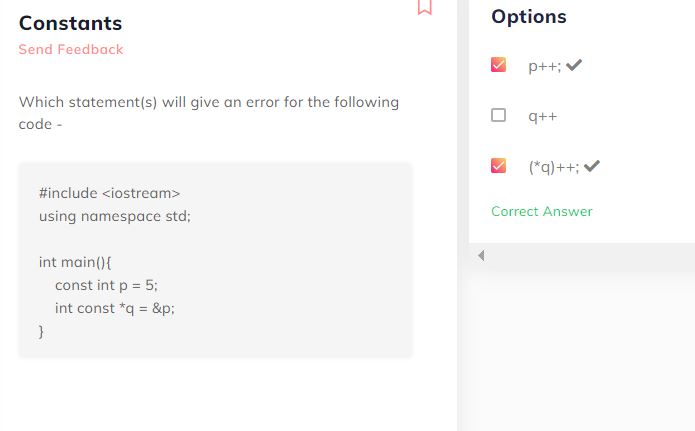 Constants
Send Feedback
Which statement(s) will give an error for the following
code -
#include <iostream>
using namespace std;
int main(){
const int p = 5;
int const *q = &p;
}
Options
p++;
q++
(*q)++;
Correct Answer